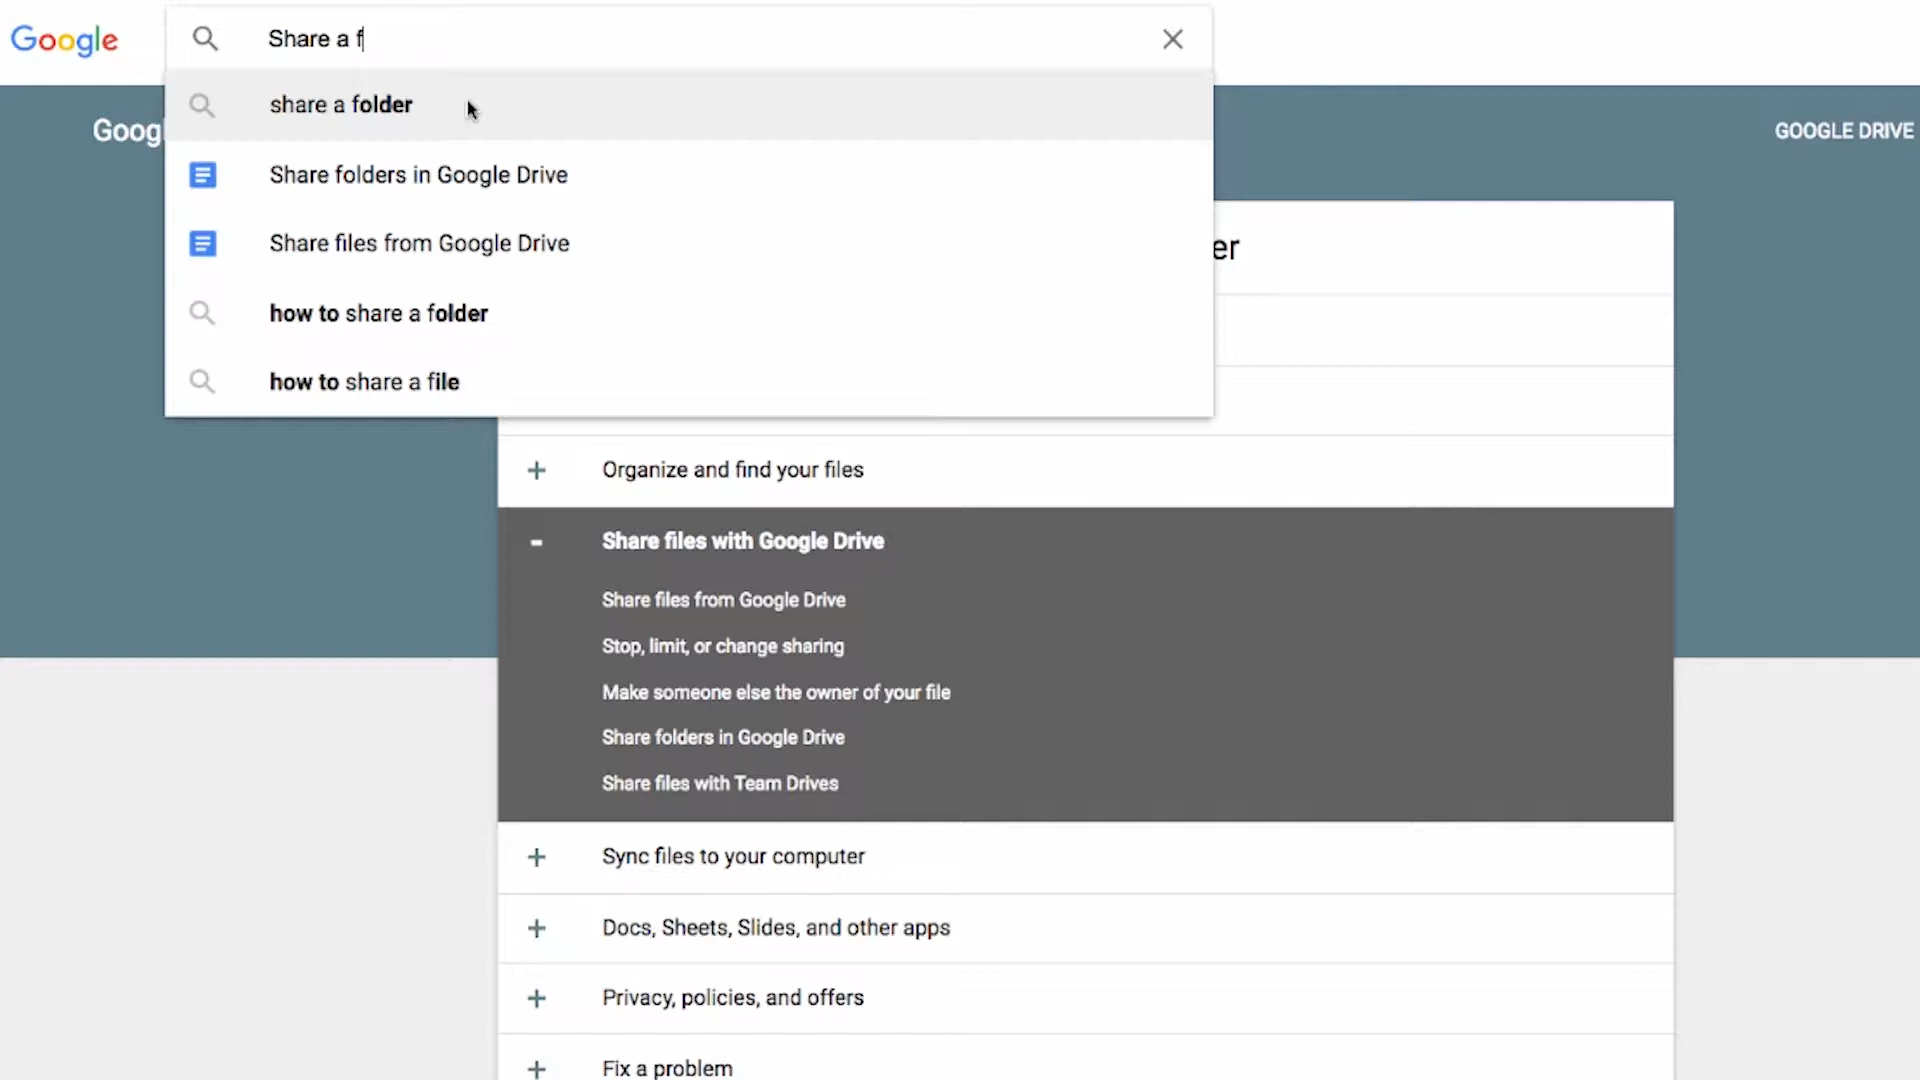 Google
Share a f
share a folder
Share folders in Google Drive
Share files from Google Drive
how to share a folder
how to share a file
Goog
GOOGLE DRIVE
er
Organize and find your files
Share files with Google Drive
Share files from Google Drive
Stop, limit, or change sharing
Make someone else the owner of your file
Share folders in Google Drive
Share files with Team Drives
Sync files to your computer
Docs, Sheets, Slides, and other apps
Privacy, policies, and offers
Fix a problem